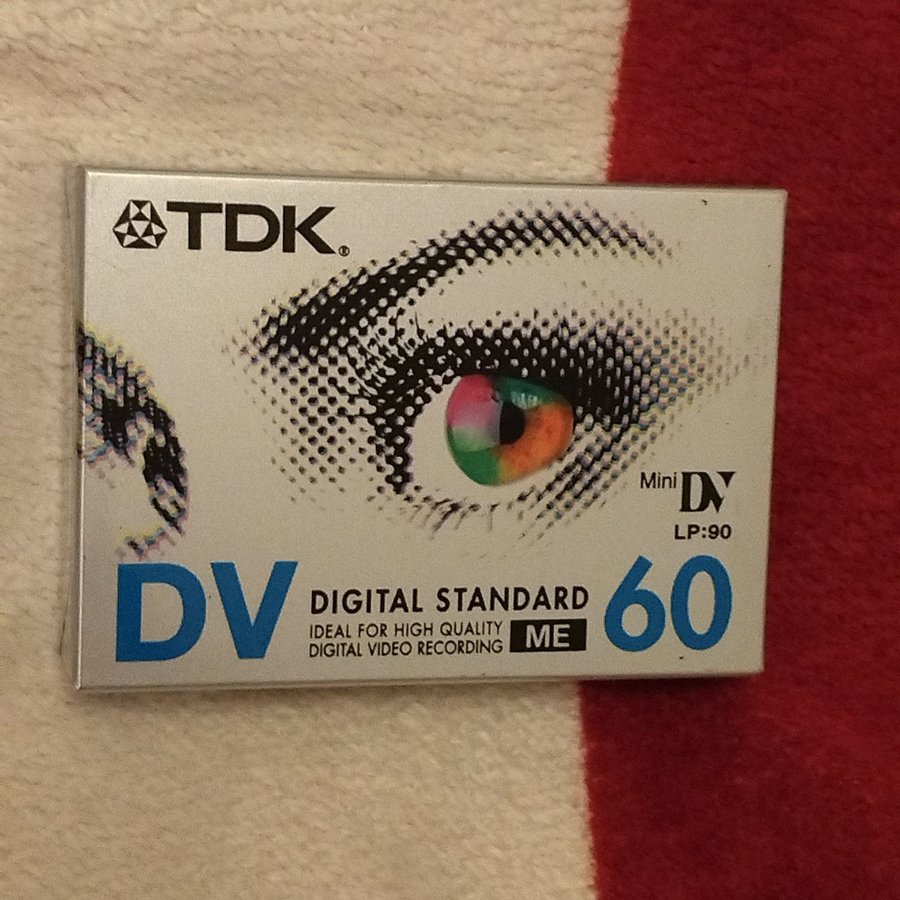 TDK®
Mini DV
LP:90
DV DIGITAL STANDARD 60
IDEAL FOR HIGH QUALITY
DIGITAL VIDEO RECORDING ME